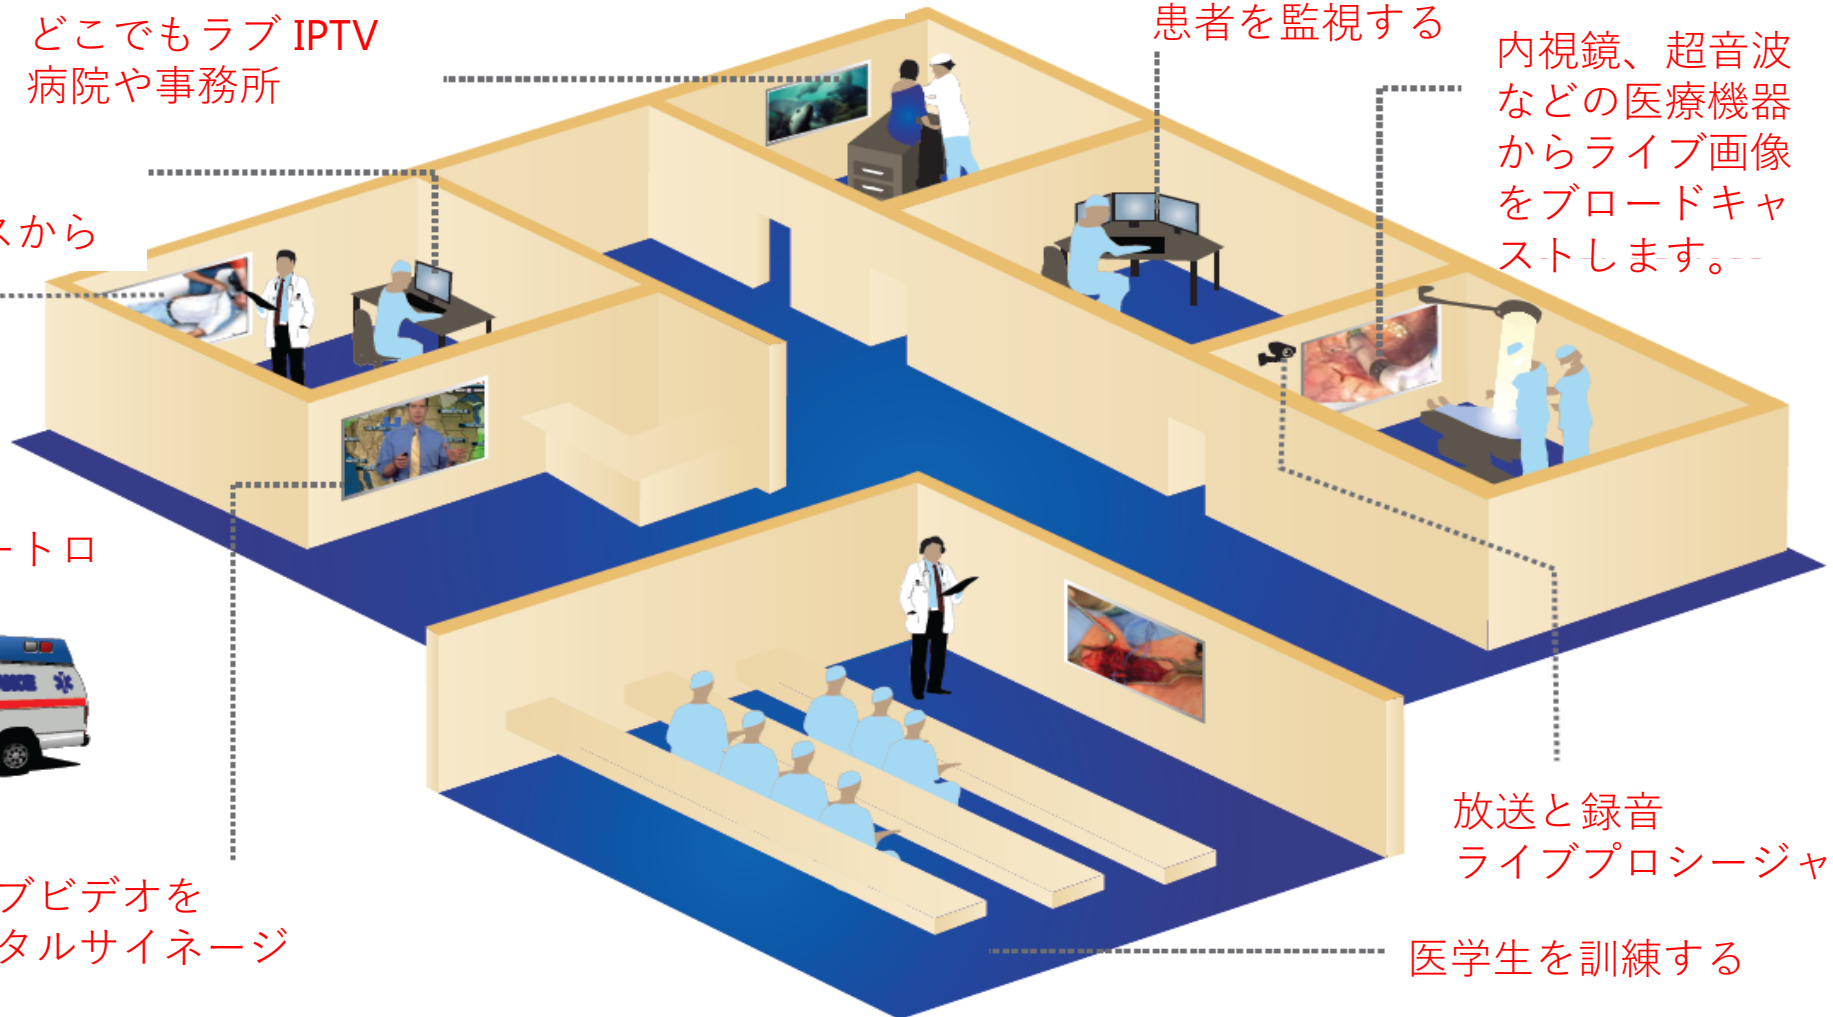 どこでもラブ IPTV
病院や事務所
患者を監視する
内視鏡、超音波
などの医療機器
からライブ画像
をブロードキャ
ストします。
スから
ートロ
ブビデオを
タルサイネージ
放送と録音
ライブプロシージャ
医学生を訓練する